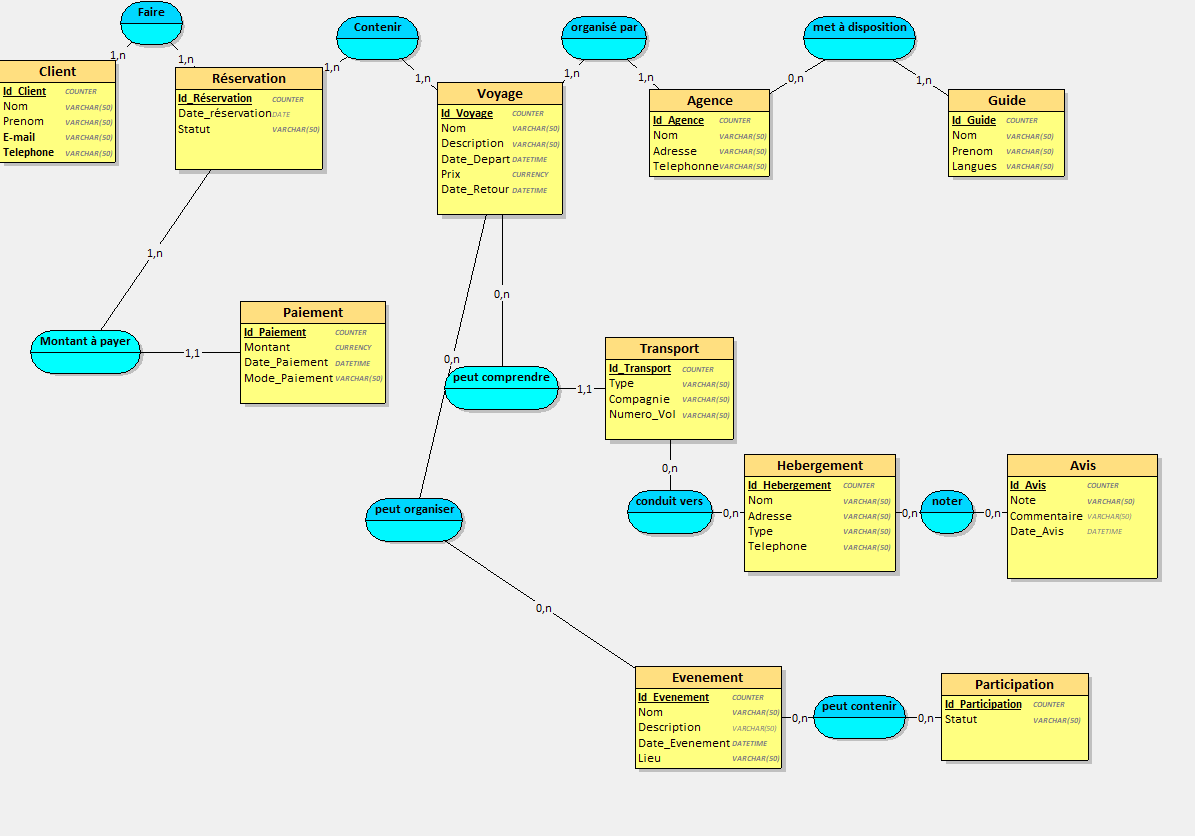 Faire
1,n
1,n
Contenir
1,n
1,n
organisé par
1,n
1,n
met à disposition
0,n
1,n
Client
Id_Client COUNTER
Nom VARCHAR(50)
Prenom VARCHAR(50)
E-mail VARCHAR(50)
Telephone VARCHAR(50)
Réservation
Id_Réservation COUNTER
Date_réservation DATE
Statut VARCHAR(50)
Voyage
Id_Voyage COUNTER
Nom VARCHAR(50)
Description VARCHAR(50)
Date_Depart DATETIME
Prix CURRENCY
Date_Retour DATETIME
Agence
Id_Agence COUNTER
Nom VARCHAR(50)
Adresse VARCHAR(50)
Telephonne VARCHAR(50)
Guide
Id_Guide COUNTER
Nom VARCHAR(50)
Prenom VARCHAR(50)
Langues VARCHAR(50)
1,n
Montant à payer
1,1
Paiement
Id_Paiement COUNTER
Montant CURRENCY
Date_Paiement DATETIME
Mode_Paiement VARCHAR(50)
0,n
0,n
peut comprendre
1,1
Transport
Id_Transport COUNTER
Type VARCHAR(50)
Compagnie VARCHAR(50)
Numero_Vol VARCHAR(50)
0,n
conduit vers
0,n
Hebergement
Id_Hebergement COUNTER
Nom VARCHAR(50)
Adresse VARCHAR(50)
Type VARCHAR(50)
Telephone VARCHAR(50)
0,n
noter
0,n
Avis
Id_Avis COUNTER
Note VARCHAR(50)
Commentaire VARCHAR(50)
Date_Avis DATETIME
peut organiser
0,n
Evenement
Id_Evenement COUNTER
Nom VARCHAR(50)
Description VARCHAR(50)
Date_Evenement DATETIME
Lieu VARCHAR(50)
0,n
peut contenir
0,n
Participation
Id_Participation COUNTER
Statut VARCHAR(50)